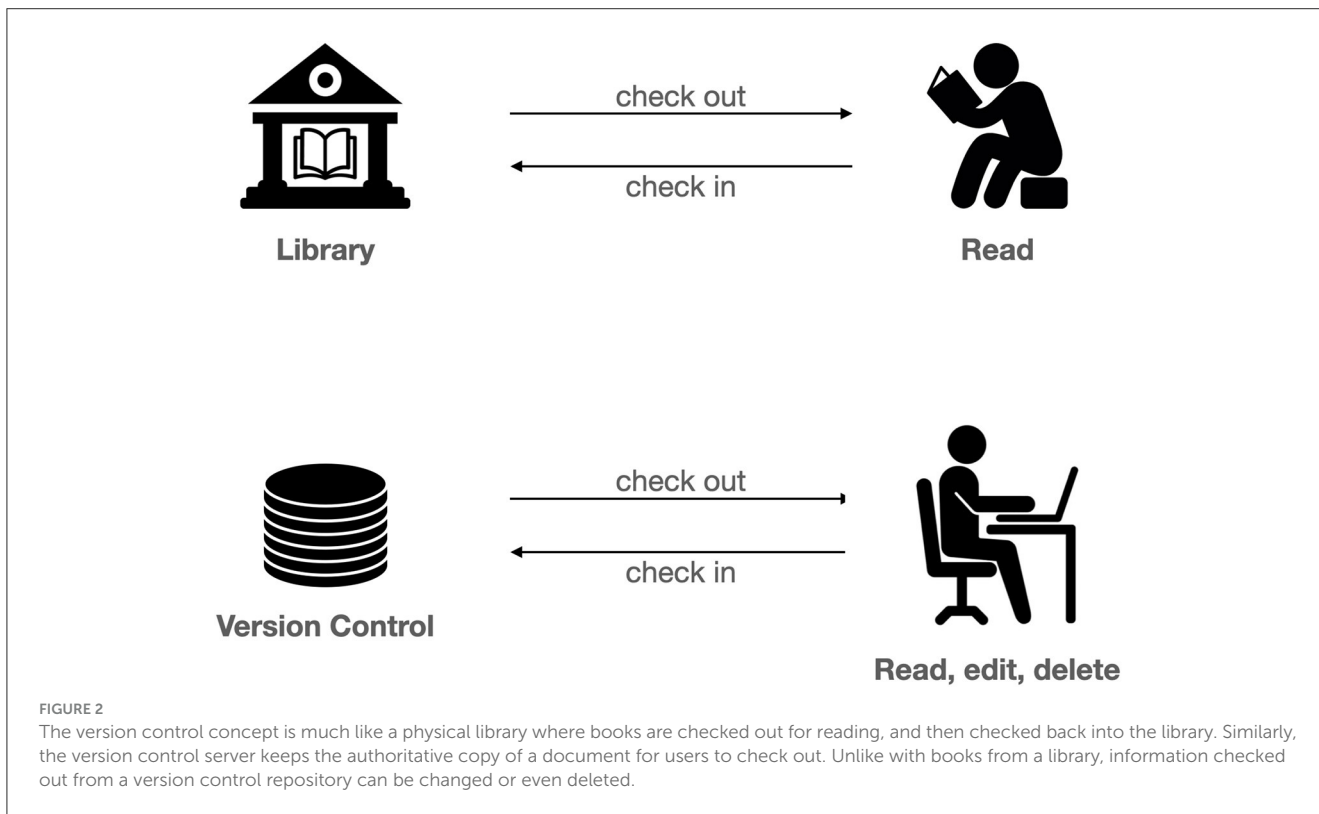 check out
check in
Library
Read
check out
check in
Version Control
Read, edit, delete
FIGURE 2
The version control concept is much like a physical library where books are checked out for reading, and then checked back into the library. Similarly,
the version control server keeps the authoritative copy of a document for users to check out. Unlike with books from a library, information checked
out from a version control repository can be changed or even deleted.